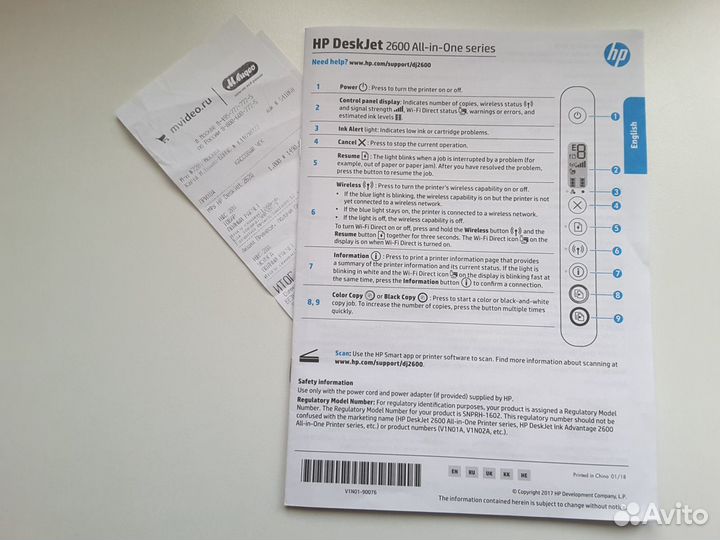 HP DeskJet 2600 All-in-One series
hp
Need help? www.hp.com/support/dj2600
English
1 Power : Press to turn the printer on or off.
2 Control panel display: Indicates number of copies, wireless status
and signal strength , Wi-Fi Direct status , warnings or errors, and
estimated ink levels .
3 Ink Alert light: Indicates low ink or cartridge problems.
4 Cancel : Press to stop the current operation.
5 Resume : The light blinks when a job is interrupted by a problem (for
example, out of paper or paper jam). After you have resolved the problem,
press the button to resume the job.
6 Wireless : Press to turn the printer's wireless capability on or off.
• If the blue light is blinking, the wireless capability is on but the printer is not
yet connected to a wireless network.
• If the blue light stays on, the printer is connected to a wireless network.
• If the light is off, the wireless capability is off.
To turn Wi-Fi Direct on or off, press and hold the Wireless button and the
Resume button together for three seconds. The Wi-Fi Direct icon on the
display is on when Wi-Fi Direct is turned on.
7 Information : Press to print a printer information page that provides
a summary of the printer information and its current status. If the light is
blinking in white and the Wi-Fi Direct icon on the display is blinking fast at
the same time, press the Information button to confirm a connection.
8, 9 Color Copy or Black Copy : Press to start a color or black-and-white
copy job. To increase the number of copies, press the button multiple times
quickly.
1
2
3
4
5
6
7
8
9
Scan: Use the HP Smart app or printer software to scan. Find more information about scanning at
www.hp.com/support/dj2600.
Safety information
Use only with the power cord and power adapter (if provided) supplied by HP.
Regulatory Model Number: For regulatory identification purposes, your product is assigned a Regulatory Model
Number. The Regulatory Model for your product is SNPRH-1602. This regulatory number should not be
confused with the marketing name (HP DeskJet 2600 All-in-One Printer series, HP DeskJet Ink Advantage 2600
All-in-One Printer series, etc.) or product numbers (V1N01A, V1N02A, etc.).
V1N01-90076
EN RU UK KK HE
Printed in China 01/18
© Copyright 2017 HP Development Company, L.P.
The information contained herein is subject to change without notice.
М.Видео
mvideo.ru
Avito